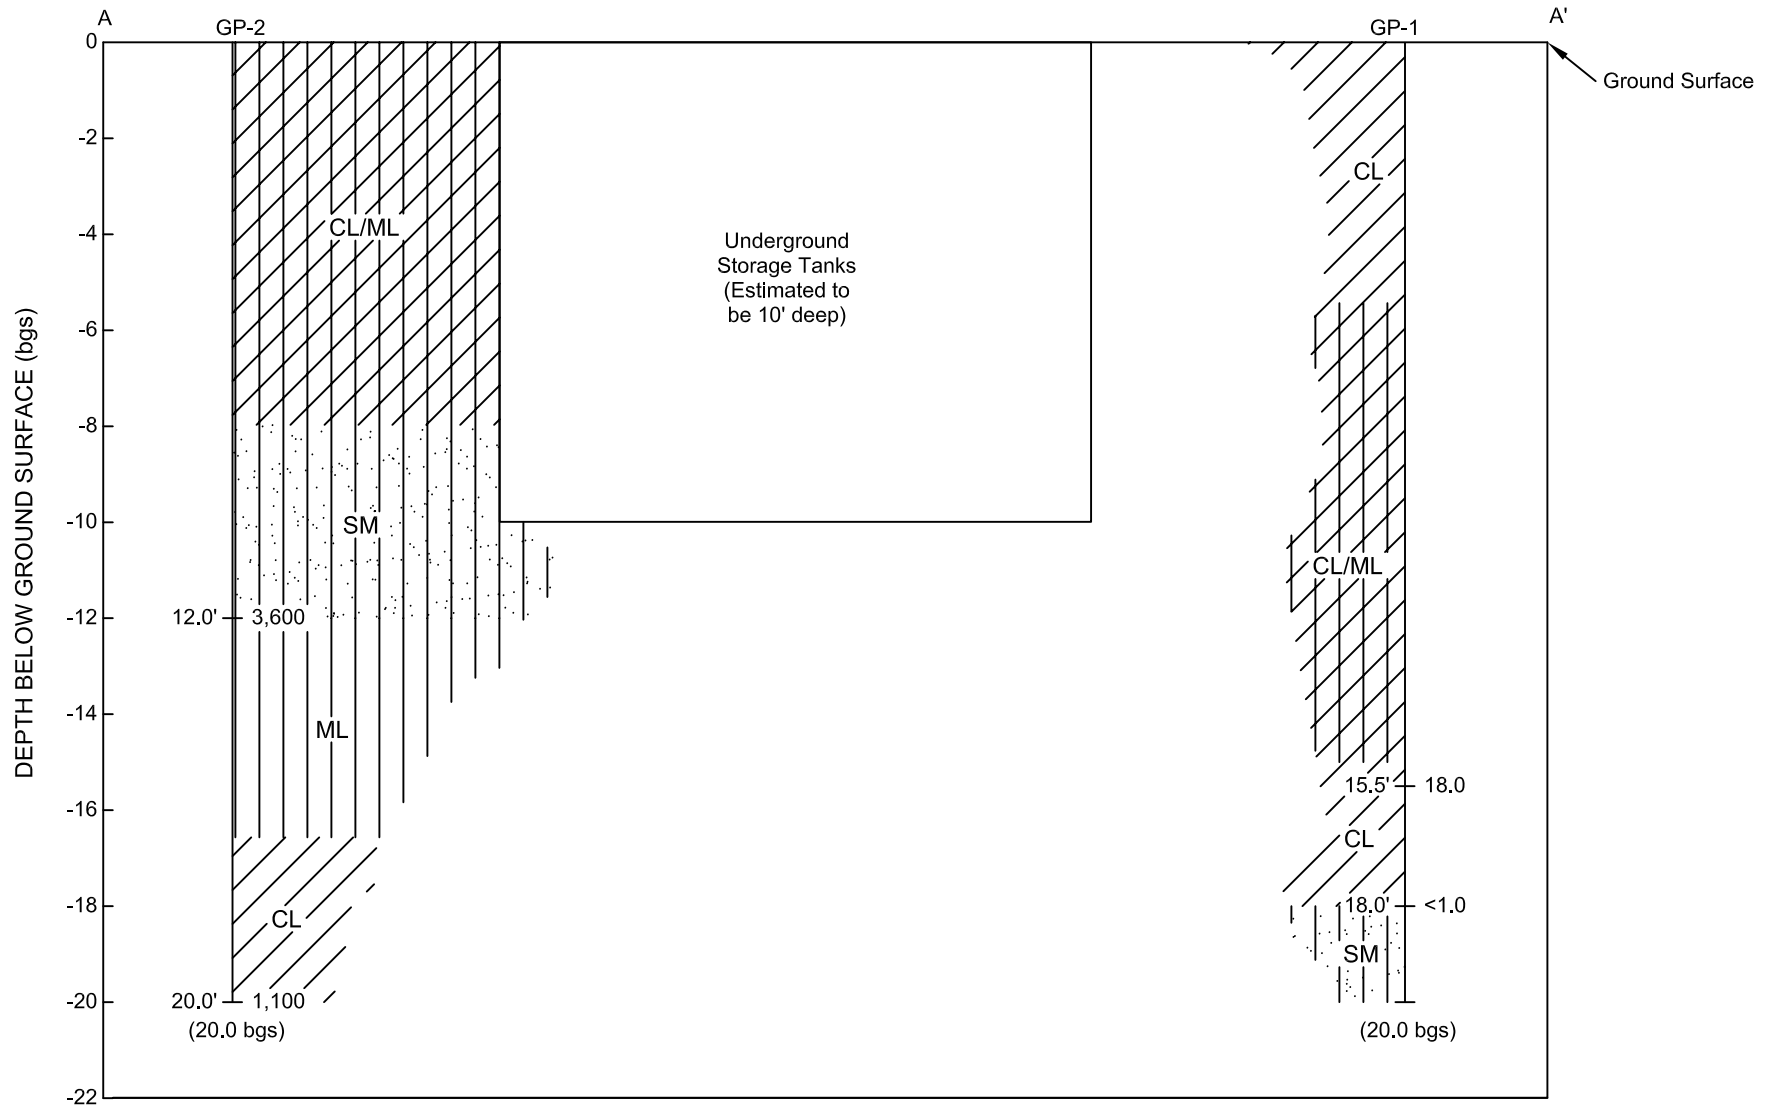 A
A'
GP-2
GP-1
0
Ground Surface
-2
CL
CL/ML
-4
Underground
Storage Tanks
(Estimated to
be 10' deep)
-6
DEPTH BELOW GROUND SURFACE (bgs)
-8
-10
SM
CL/ML
12.0'
3,600
-12
-14
ML
15.5'
18.0
-16
CL
-18
18.0'
<1.0
CL
SM
-20
20.0'
1,100
(20.0 bgs)
(20.0 bgs)
-22